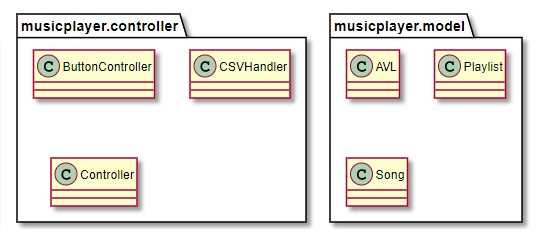 musicplayer.controller
C ButtonController
C CSVHandler
C Controller
musicplayer.model
C AVL
C Playlist
C Song